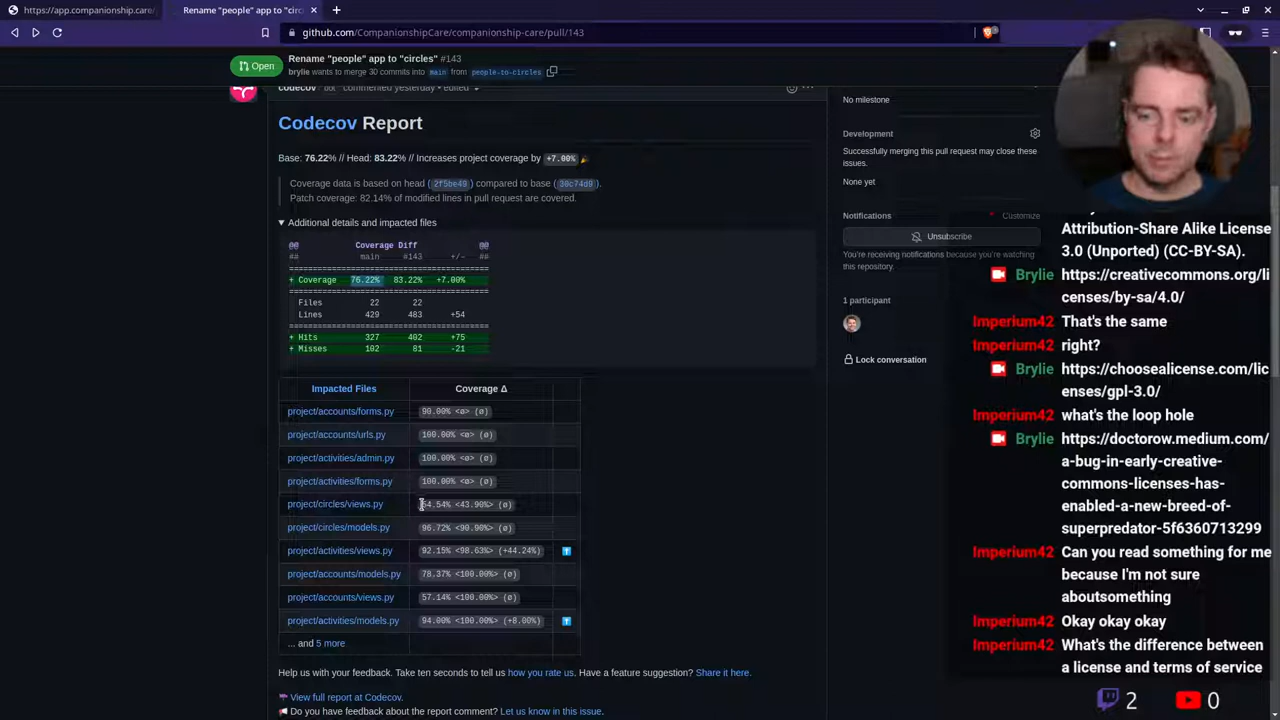 https://app.companionship.care/
Rename "people" app to "circ
github.com/CompanionshipCare/companionship-care/pull/143
Open
Rename "people" app to "circles" #143
brylie wants to merge 30 commits into main from people-to-circles
codecov bot commented yesterday • edited
Codecov Report
Base: 76.22% // Head: 83.22% // Increases project coverage by +7.00% 🎉
Coverage data is based on head (2f5be49) compared to base (30c74d9).
Patch coverage: 82.14% of modified lines in pull request are covered.
Additional details and impacted files
@@ Coverage Diff @@
## main #143 +/- ##
+ Coverage 76.22% 83.22% +7.00%
Files 22 22
Lines 429 483 +54
+ Hits 327 402 +75
+ Misses 102 81 -21
Impacted Files Coverage Δ
project/accounts/forms.py 90.00% <ø> (ø)
project/accounts/urls.py 100.00% <ø> (ø)
project/activities/admin.py 100.00% <ø> (ø)
project/activities/forms.py 100.00% <ø> (ø)
project/circles/views.py 54.54% <43.90%> (ø)
project/circles/models.py 96.72% <90.90%> (ø)
project/activities/views.py 92.15% <98.63%> (+44.24%)
project/accounts/models.py 78.37% <100.00%> (ø)
project/accounts/views.py 57.14% <100.00%> (ø)
project/activities/models.py 94.00% <100.00%> (+8.00%)
... and 5 more
Help us with your feedback. Take ten seconds to tell us how you rate us. Have a feature suggestion? Share it here.
View full report at Codecov.
Do you have feedback about the report comment? Let us know in this issue.
No milestone
Development
Successfully merging this pull request may close these
issues.
None yet
Notifications
Customize
Unsubscribe
You're receiving notifications because you're watching
this repository.
1 participant
Lock conversation
Attribution-Share Alike License
3.0 (Unported) (CC-BY-SA).
Brylie https://creativecommons.org/li
censes/by-sa/4.0/
Imperium42 That's the same
Imperium42 right?
Brylie https://choosealicense.com/lic
enses/gpl-3.0/
Imperium42 what's the loop hole
Brylie https://doctorow.medium.com/
a-bug-in-early-creative-
commons-licenses-has-
enabled-a-new-breed-of-
superpredator-5f6360713299
Imperium42 Can you read something for me
because I'm not sure
aboutsomething
Imperium42 Okay okay okay
Imperium42 What's the difference between
a license and terms of service
2
0